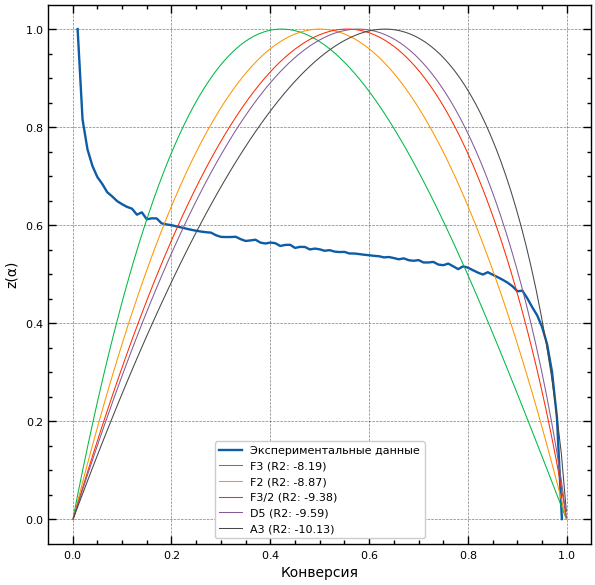 1.0
0.8
0.6
0.4
0.2
0.0
z(α)
Экспериментальные данные
F3 (R2: -8.19)
F2 (R2: -8.87)
F3/2 (R2: -9.38)
D5 (R2: -9.59)
A3 (R2: -10.13)
0.0 0.2 0.4 0.6 0.8 1.0
Конверсия